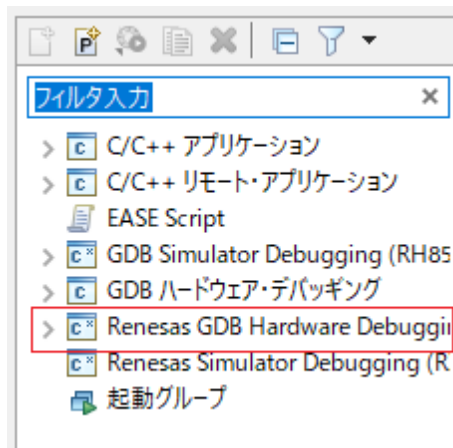 フィルタ入力
C/C++ アプリケーション
C/C++ リモート・アプリケーション
EASE Script
GDB Simulator Debugging (RH85
GDB ハードウェア・デバッギング
Renesas GDB Hardware Debuggin
Renesas Simulator Debugging (R
起動グループ